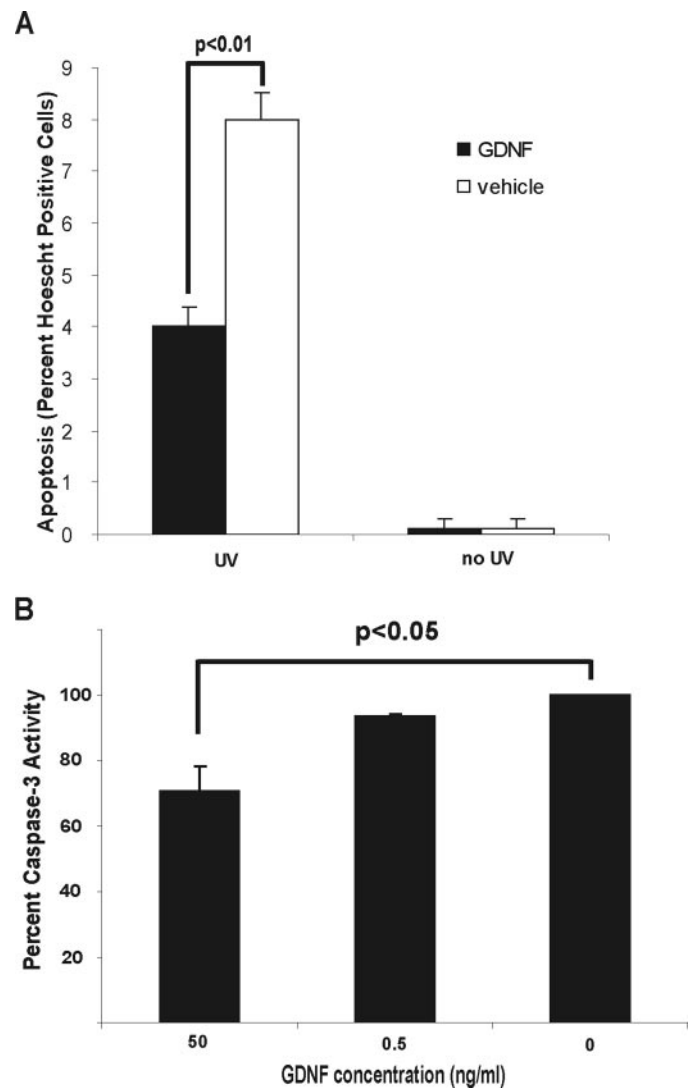 A
p<0.01
Apoptosis (Percent Hoescht Positive Cells)
9
8
7
6
5
4
3
2
1
0
GDNF
vehicle
UV
no UV
B
p<0.05
Percent Caspase-3 Activity
100
80
60
40
20
50
0.5
0
GDNF concentration (ng/ml)